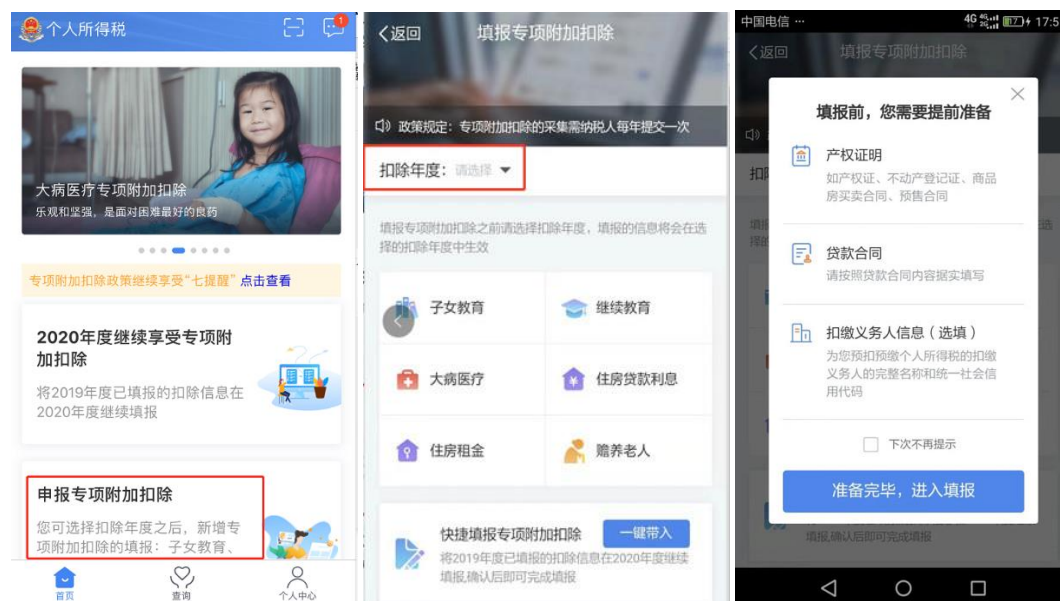 个人所得税
1
大病医疗专项附加扣除
乐观和坚强，是面对困难最好的良药
专项附加扣除政策继续享受“七提醒” 点击查看
2020年度继续享受专项附
加扣除
将2019年度已填报的扣除信息在
2020年度继续填报
申报专项附加扣除
您可选择扣除年度之后，新增专
项附加扣除的填报：子女教育、
首页
查询
个人中心
返回
填报专项附加扣除
政策规定：专项附加扣除的采集需纳税人每年提交一次
扣除年度：请选择
填报专项附加扣除之前请选择扣除年度，填报的信息将会在选
择的扣除年度中生效
子女教育
继续教育
大病医疗
住房贷款利息
住房租金
赡养老人
快捷填报专项附加扣除
一键带入
将2019年度已填报的扣除信息在2020年度继续
填报,确认后即可完成填报
中国电信 ··· 4G 4G 2G 17 17:5
返回
填报专项附加扣除
填报前，您需要提前准备
产权证明
如产权证、不动产登记证、商品
房买卖合同、预售合同
贷款合同
请按照贷款合同内容据实填写
扣缴义务人信息（选填）
为您预扣预缴个人所得税的扣缴
义务人的完整名称和统一社会信
用代码
下次不再提示
准备完毕，进入填报
填报,确认后即可完成填报